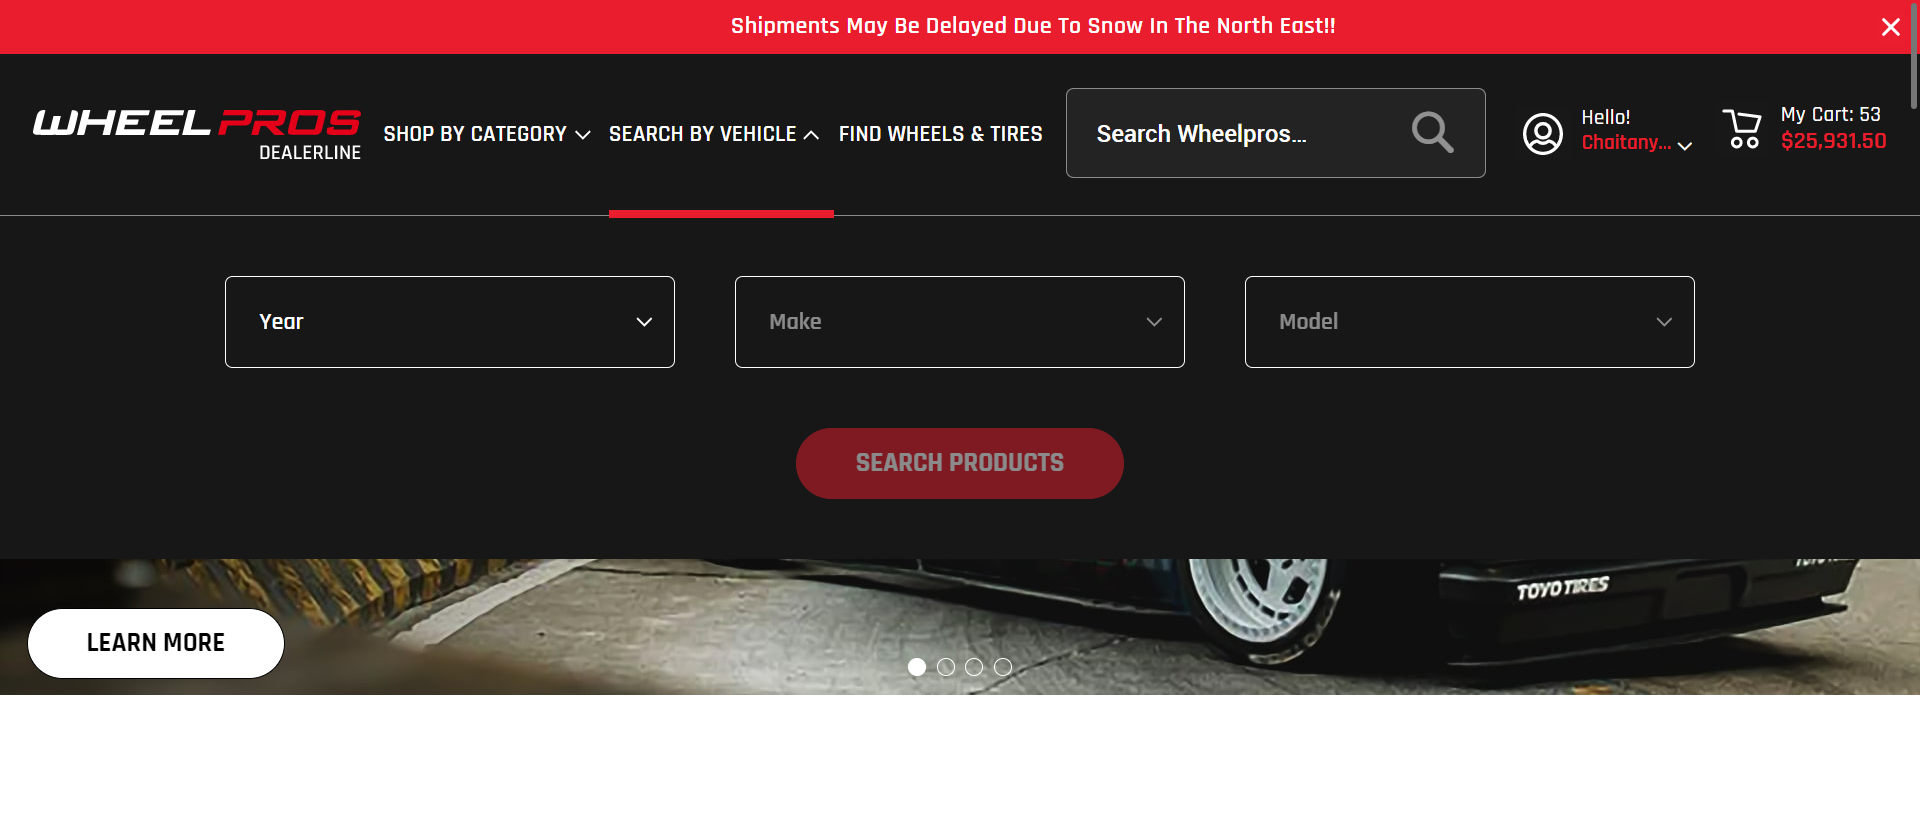 Shipments May Be Delayed Due To Snow In The North East!!
WHEEL PROS
DEALERLINE
SHOP BY CATEGORY
SEARCH BY VEHICLE
FIND WHEELS & TIRES
Search Wheelpros...
Hello!
Chaitany...
My Cart: 53
$25,931.50
Year
Make
Model
SEARCH PRODUCTS
TOYO TIRES
LEARN MORE